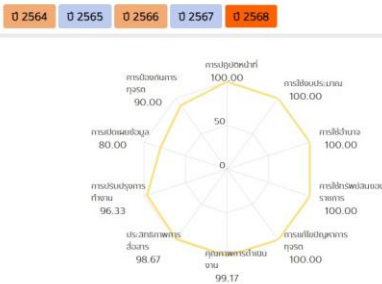 ปี 2564 ปี 2565 ปี 2566 ปี 2567 ปี 2568
การปฏิบัติหน้าที่
100.00
การใช้งบประมาณ
100.00
การใช้อำนาจ
100.00
การใช้ทรัพย์สินของ
ราชการ
100.00
การแก้ไขปัญหาการ
ทุจริต
100.00
คุณภาพการดำเนิน
งาน
99.17
ประสิทธิภาพการ
สื่อสาร
98.67
การปรับปรุงการ
ทำงาน
96.33
การเปิดเผยข้อมูล
80.00
การป้องกันการ
ทุจริต
90.00
50
0